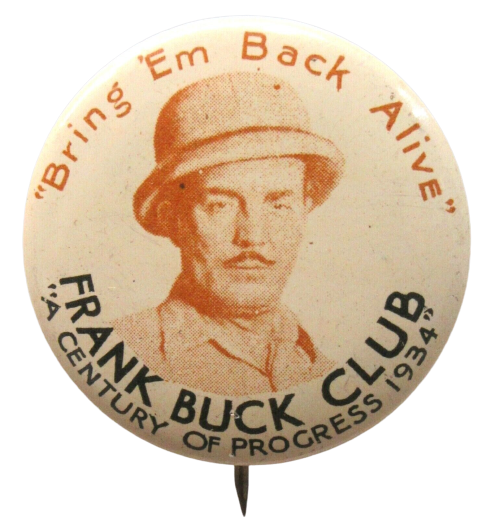 "Bring 'Em Back Alive"
FRANK BUCK CLUB
"A CENTURY OF PROGRESS 1934"